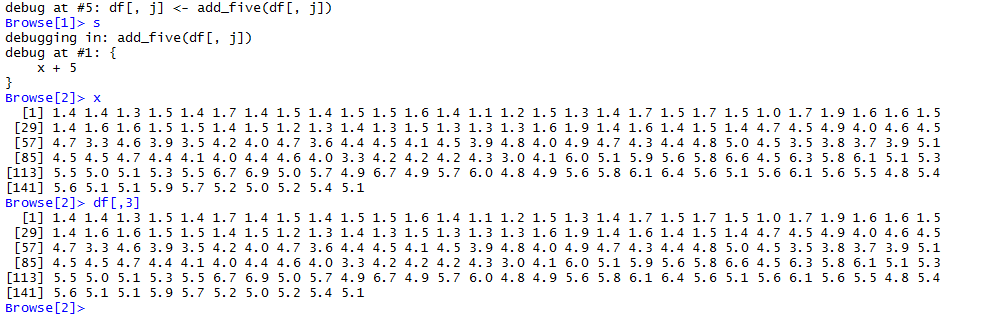 debug at #5: df[, j] <- add_five(df[, j])
Browse[1]> s
debugging in: add_five(df[, j])
debug at #1: {
    x + 5
}
Browse[2]> x
  [1] 1.4 1.4 1.3 1.5 1.4 1.7 1.4 1.5 1.4 1.5 1.5 1.6 1.4 1.1 1.2 1.5 1.3 1.4 1.7 1.5 1.7 1.5 1.0 1.7 1.9 1.6 1.6 1.5
 [29] 1.4 1.6 1.6 1.5 1.5 1.4 1.5 1.2 1.3 1.4 1.3 1.5 1.3 1.3 1.3 1.6 1.9 1.4 1.6 1.4 1.5 1.4 4.7 4.5 4.9 4.0 4.6 4.5
 [57] 4.7 3.3 4.6 3.9 3.5 4.2 4.0 4.7 3.6 4.4 4.5 4.1 4.5 3.9 4.8 4.0 4.9 4.7 4.3 4.4 4.8 5.0 4.5 3.5 3.8 3.7 3.9 5.1
 [85] 4.5 4.5 4.7 4.4 4.1 4.0 4.4 4.6 4.0 3.3 4.2 4.2 4.2 4.3 3.0 4.1 6.0 5.1 5.9 5.6 5.8 6.6 4.5 6.3 5.8 6.1 5.1 5.3
[113] 5.5 5.0 5.1 5.3 5.5 6.7 6.9 5.0 5.7 4.9 6.7 4.9 5.7 6.0 4.8 4.9 5.6 5.8 6.1 6.4 5.6 5.1 5.6 6.1 5.6 5.5 4.8 5.4
[141] 5.6 5.1 5.1 5.9 5.7 5.2 5.0 5.2 5.4 5.1
Browse[2]> df[,3]
  [1] 1.4 1.4 1.3 1.5 1.4 1.7 1.4 1.5 1.4 1.5 1.5 1.6 1.4 1.1 1.2 1.5 1.3 1.4 1.7 1.5 1.7 1.5 1.0 1.7 1.9 1.6 1.6 1.5
 [29] 1.4 1.6 1.6 1.5 1.5 1.4 1.5 1.2 1.3 1.4 1.3 1.5 1.3 1.3 1.3 1.6 1.9 1.4 1.6 1.4 1.5 1.4 4.7 4.5 4.9 4.0 4.6 4.5
 [57] 4.7 3.3 4.6 3.9 3.5 4.2 4.0 4.7 3.6 4.4 4.5 4.1 4.5 3.9 4.8 4.0 4.9 4.7 4.3 4.4 4.8 5.0 4.5 3.5 3.8 3.7 3.9 5.1
 [85] 4.5 4.5 4.7 4.4 4.1 4.0 4.4 4.6 4.0 3.3 4.2 4.2 4.2 4.3 3.0 4.1 6.0 5.1 5.9 5.6 5.8 6.6 4.5 6.3 5.8 6.1 5.1 5.3
[113] 5.5 5.0 5.1 5.3 5.5 6.7 6.9 5.0 5.7 4.9 6.7 4.9 5.7 6.0 4.8 4.9 5.6 5.8 6.1 6.4 5.6 5.1 5.6 6.1 5.6 5.5 4.8 5.4
[141] 5.6 5.1 5.1 5.9 5.7 5.2 5.0 5.2 5.4 5.1
Browse[2]>